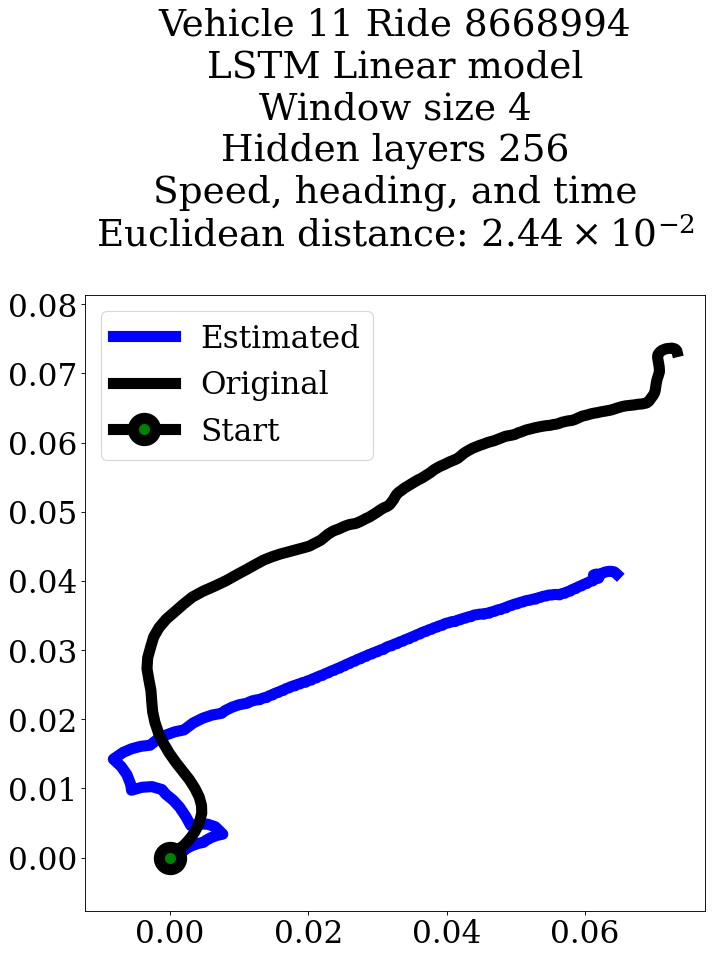 Vehicle 11 Ride 8668994
LSTM Linear model
Window size 4
Hidden layers 256
Speed, heading, and time
Euclidean distance: 2.44 × 10⁻²
0.08
0.07
0.06
0.05
0.04
0.03
0.02
0.01
0.00
Estimated
Original
Start
0.00 0.02 0.04 0.06